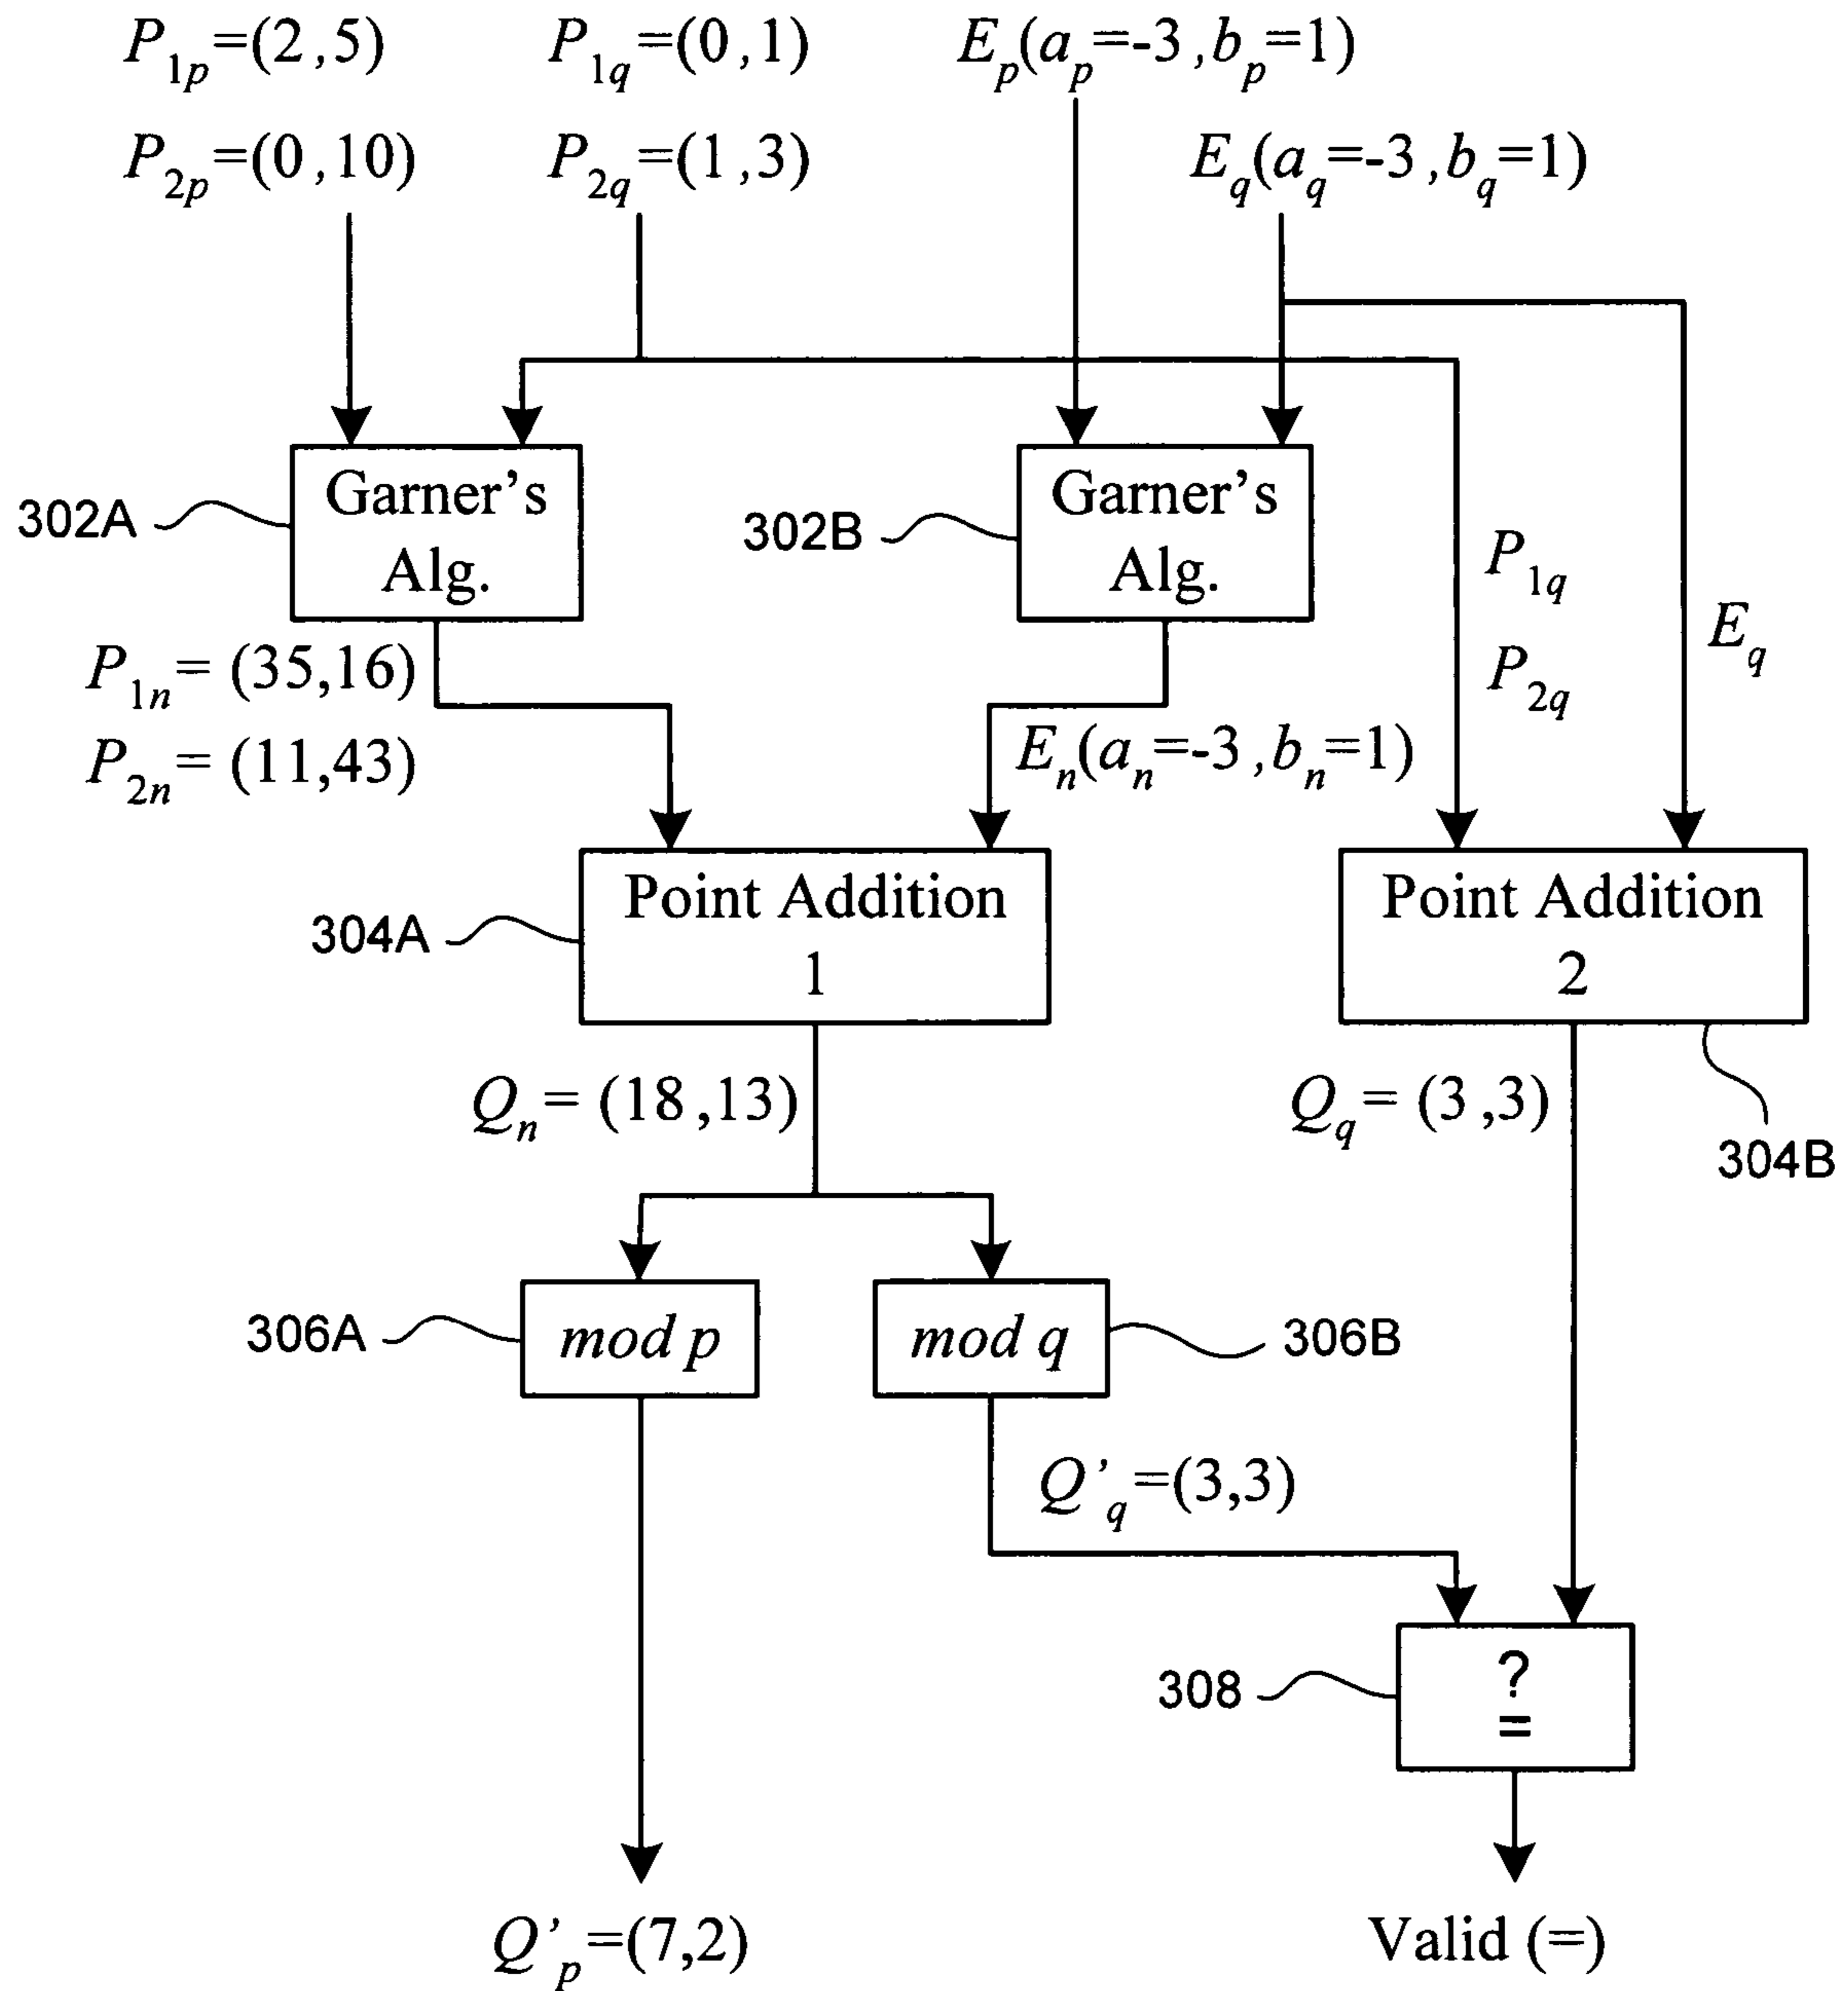 P1p=(2,5)
P1q=(0,1)
Ep(ap=-3,bp=1)
P2p=(0,10)
P2q=(1,3)
Eq(aq=-3,bq=1)
302A
Garner's
Alg.
302B
Garner's
Alg.
P1q
P2q
Eq
P1n= (35,16)
P2n= (11,43)
En(an=-3,bn=1)
304A
Point Addition
1
Point Addition
2
Qn= (18,13)
Qq= (3,3)
304B
306A
mod p
mod q
306B
Q'q=(3,3)
308
?
=
Q'p=(7,2)
Valid (=)